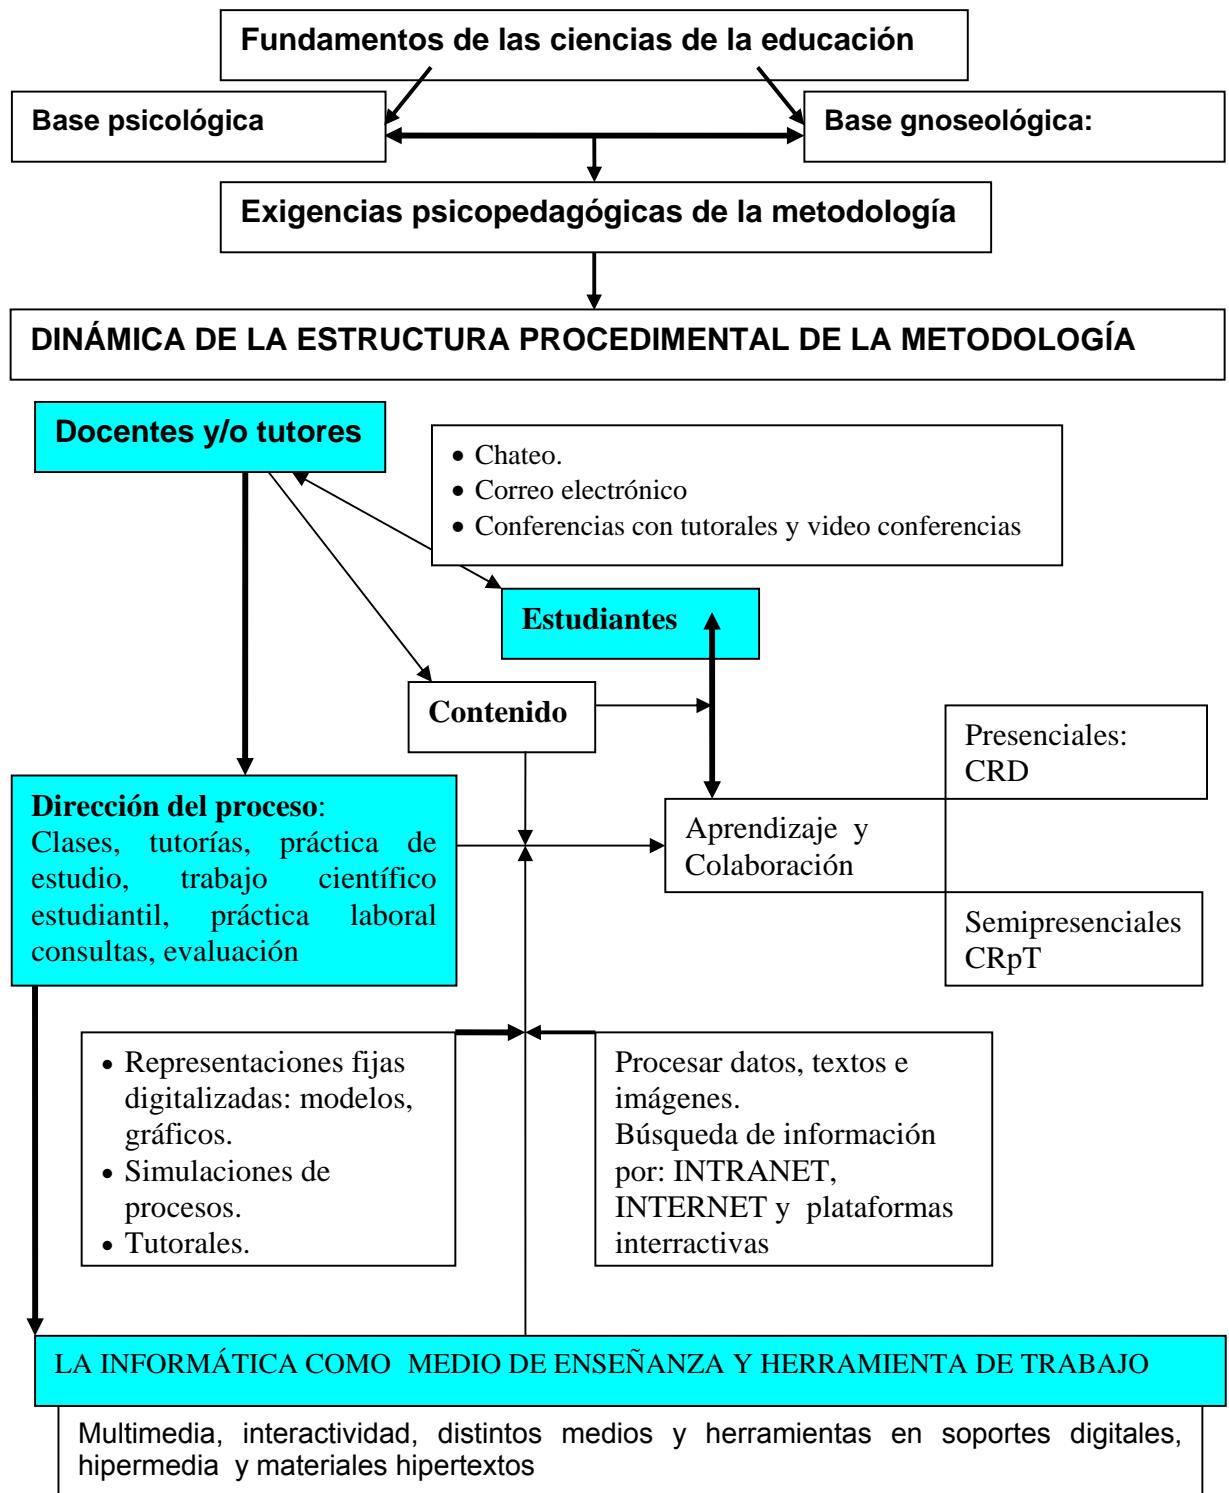 Fundamentos de las ciencias de la educación
Base psicológica
Base gnoseológica:
Exigencias psicopedagógicas de la metodología
DINÁMICA DE LA ESTRUCTURA PROCEDIMENTAL DE LA METODOLOGÍA
Docentes y/o tutores
• Chateo.
• Correo electrónico
• Conferencias con tutorales y video conferencias
Estudiantes
Contenido
Presenciales:
CRD
Dirección del proceso:
Clases, tutorías, práctica de
estudio, trabajo científico
estudiantil, práctica laboral
consultas, evaluación
Aprendizaje y
Colaboración
Semipresenciales
CRpT
• Representaciones fijas
digitalizadas: modelos,
gráficos.
• Simulaciones de
procesos.
• Tutorales.
Procesar datos, textos e
imágenes.
Búsqueda de información
por: INTRANET,
INTERNET y plataformas
interractivas
LA INFORMÁTICA COMO MEDIO DE ENSEÑANZA Y HERRAMIENTA DE TRABAJO
Multimedia, interactividad, distintos medios y herramientas en soportes digitales,
hipermedia y materiales hipertextos